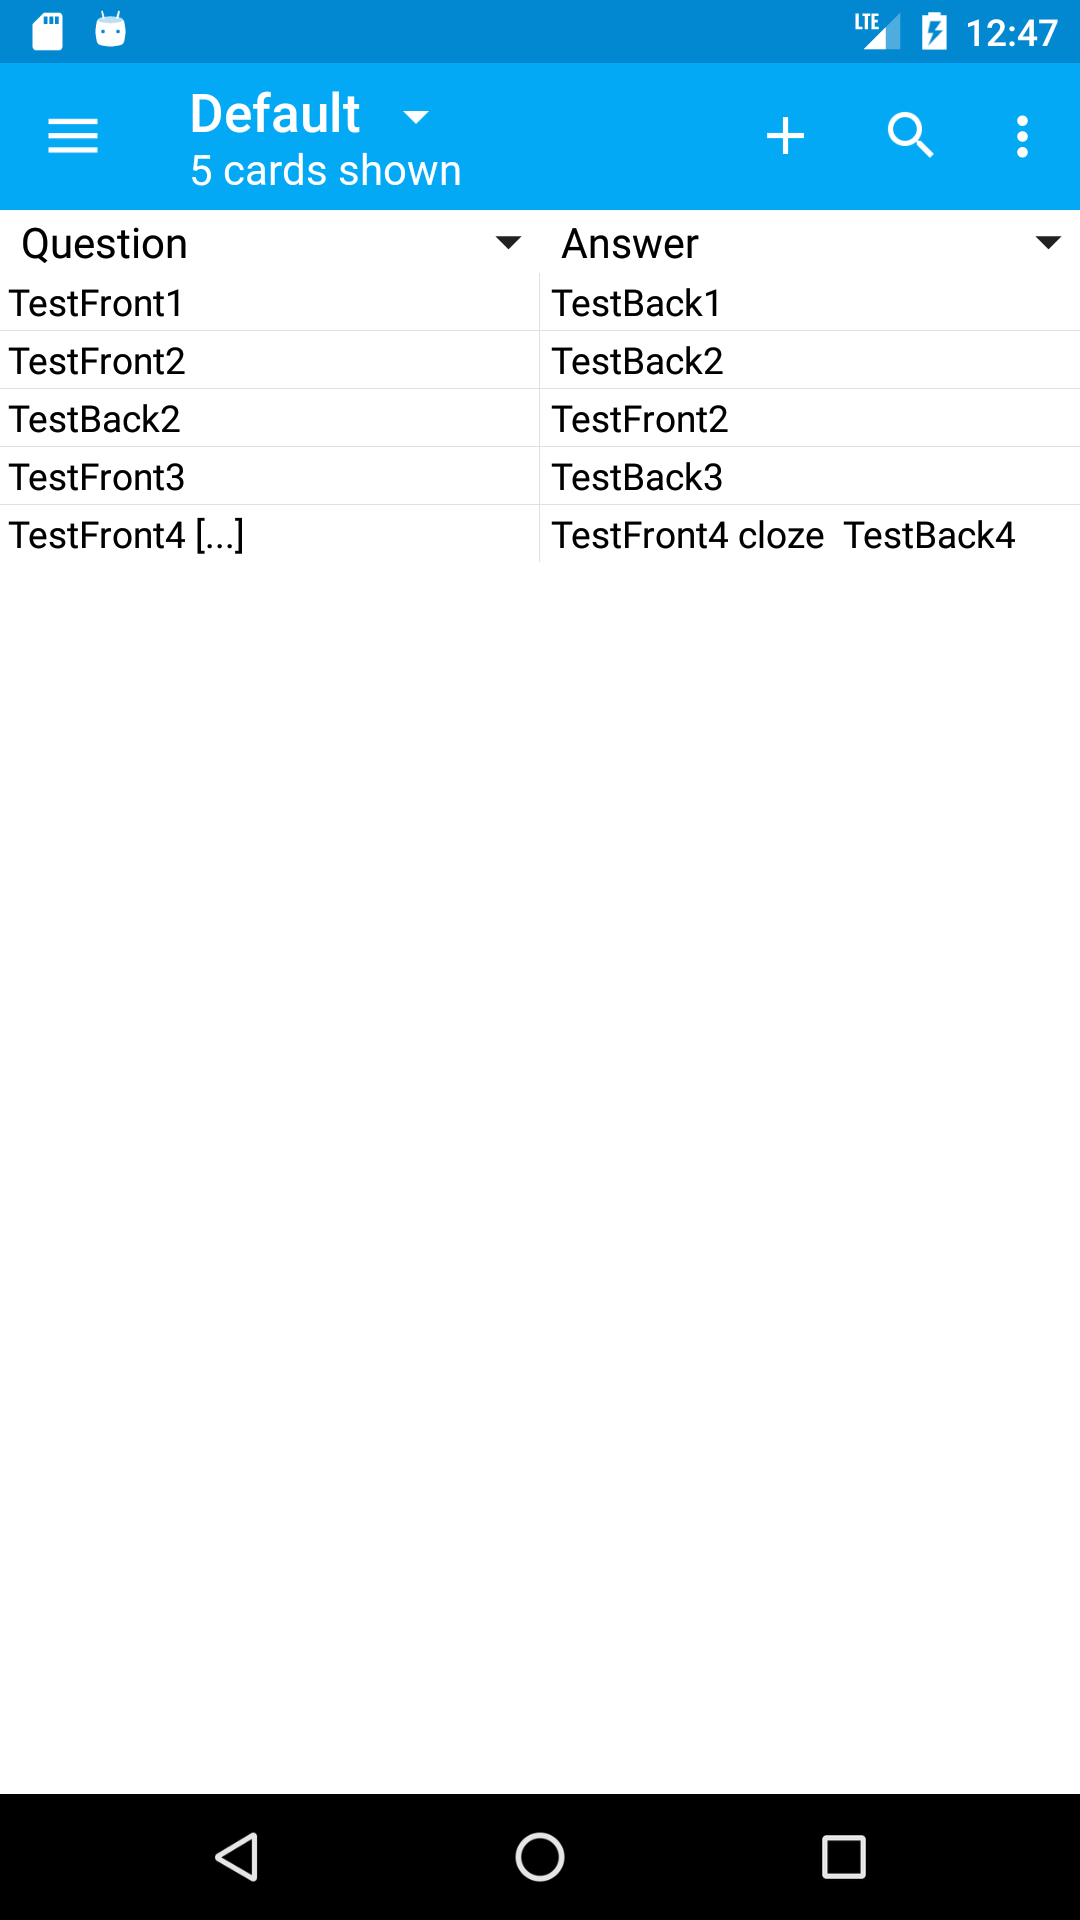 LTE 12:47
Default
5 cards shown
Question Answer
TestFront1 TestBack1
TestFront2 TestBack2
TestBack2 TestFront2
TestFront3 TestBack3
TestFront4 [...] TestFront4 cloze  TestBack4